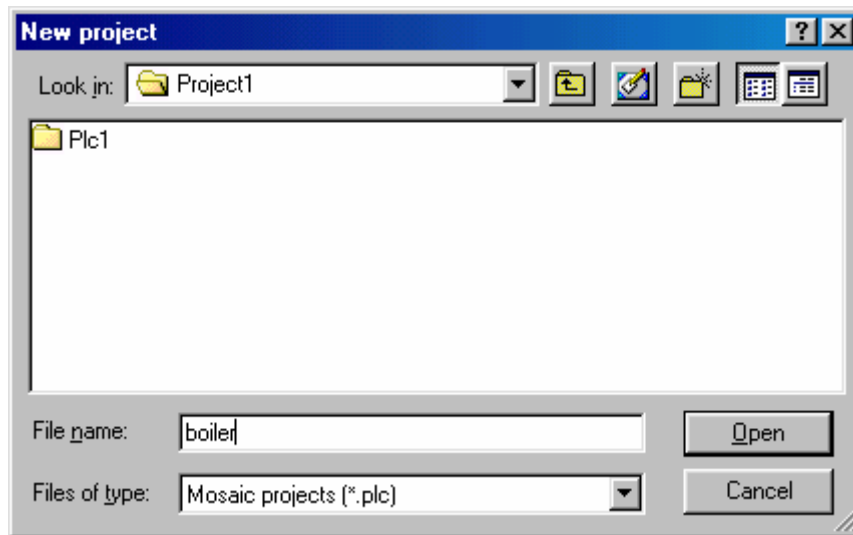 New project
Look in: Project1
Plc1
File name: boiler Open
Files of type: Mosaic projects (*.plc) Cancel